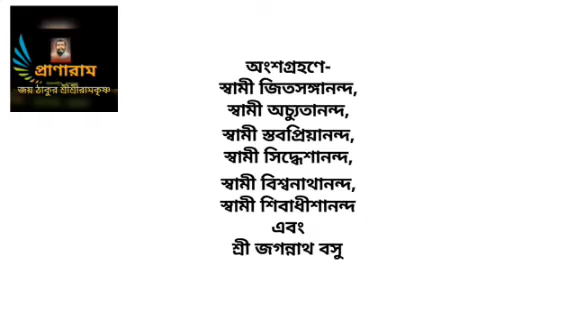 প্রাণারাম
জয় ঠাকুর শ্রীশ্রীরামকৃষ্ণ
অংশগ্রহণে-
স্বামী জিতসঙ্গানন্দ,
স্বামী অচ্যুতানন্দ,
স্বামী স্তবপ্রিয়ানন্দ,
স্বামী সিদ্ধেশানন্দ,
স্বামী বিশ্বনাথানন্দ,
স্বামী শিবাধীশানন্দ
এবং
শ্রী জগন্নাথ বসু